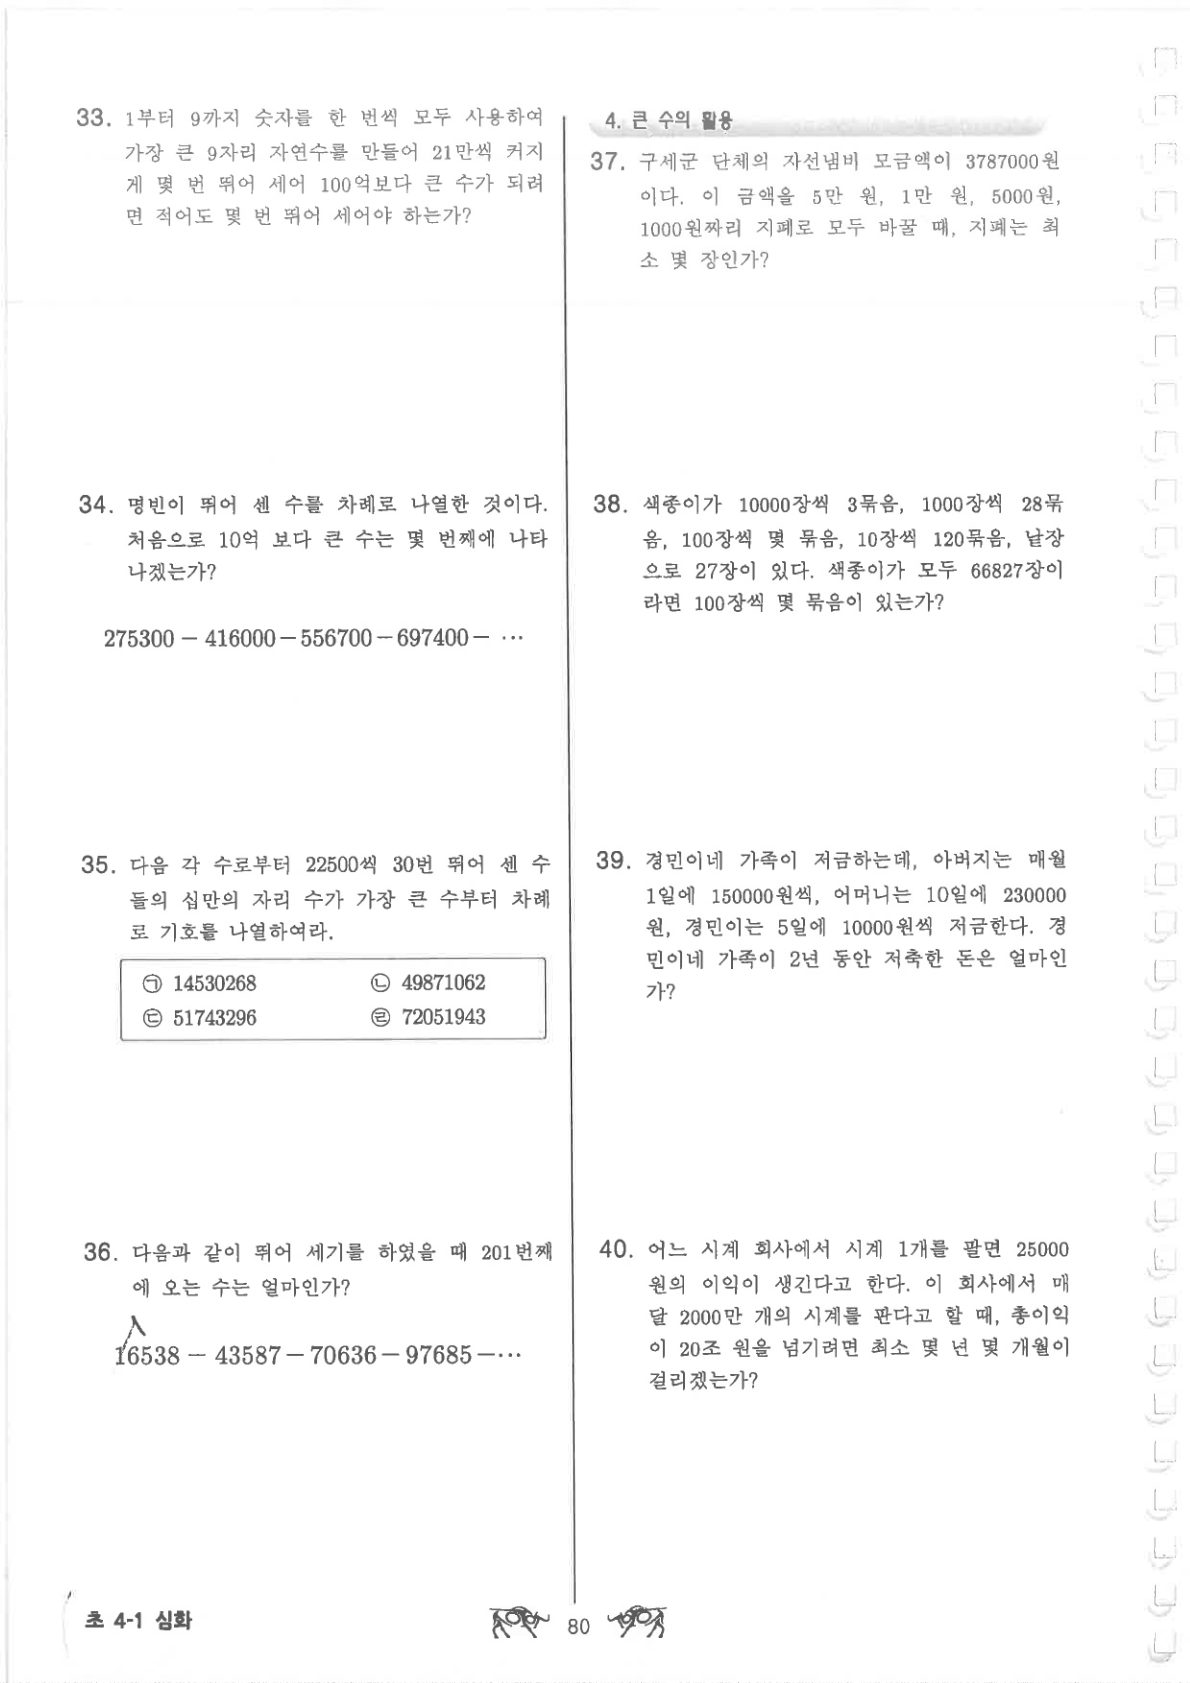 33. 1부터 9까지 숫자를 한 번씩 모두 사용하여
가장 큰 9자리 자연수를 만들어 21만씩 커지
게 몇 번 뛰어 세어 100억보다 큰 수가 되려
면 적어도 몇 번 뛰어 세어야 하는가?
34. 명빈이 뛰어 센 수를 차례로 나열한 것이다.
처음으로 10억 보다 큰 수는 몇 번째에 나타
나겠는가?
275300 - 416000 - 556700 - 697400 - ⋯
35. 다음 각 수로부터 22500씩 30번 뛰어 센 수
들의 십만의 자리 수가 가장 큰 수부터 차례
로 기호를 나열하여라.
㉠ 14530268 ㉡ 49871062
㉢ 51743296 ㉣ 72051943
36. 다음과 같이 뛰어 세기를 하였을 때 201번째
에 오는 수는 얼마인가?
16538 - 43587 - 70636 - 97685 - ⋯
4. 큰 수의 활용
37. 구세군 단체의 자선냄비 모금액이 3787000원
이다. 이 금액을 5만 원, 1만 원, 5000원,
1000원짜리 지폐로 모두 바꿀 때, 지폐는 최
소 몇 장인가?
38. 색종이가 10000장씩 3묶음, 1000장씩 28묶
음, 100장씩 몇 묶음, 10장씩 120묶음, 낱장
으로 27장이 있다. 색종이가 모두 66827장이
라면 100장씩 몇 묶음이 있는가?
39. 경민이네 가족이 저금하는데, 아버지는 매월
1일에 150000원씩, 어머니는 10일에 230000
원, 경민이는 5일에 10000원씩 저금한다. 경
민이네 가족이 2년 동안 저축한 돈은 얼마인
가?
40. 어느 시계 회사에서 시계 1개를 팔면 25000
원의 이익이 생긴다고 한다. 이 회사에서 매
달 2000만 개의 시계를 판다고 할 때, 총이익
이 20조 원을 넘기려면 최소 몇 년 몇 개월이
걸리겠는가?
초 4-1 심화
80